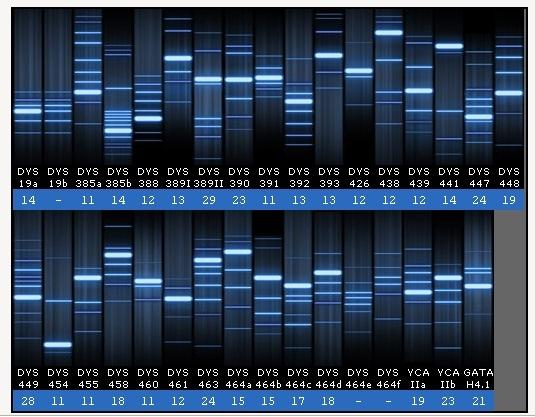 DYS DYS DYS DYS DYS DYS DYS DYS DYS DYS DYS DYS DYS DYS DYS DYS DYS
19a 19b 385a 385b 388 389I 389II 390 391 392 393 426 438 439 441 447 448
14 - 11 14 12 13 29 23 11 13 13 12 12 12 14 24 19
DYS DYS DYS DYS DYS DYS DYS DYS DYS DYS DYS DYS DYS YCA YCA GATA
449 454 455 458 460 461 463 464a 464b 464c 464d 464e 464f IIa IIb H4.1
28 11 11 18 11 12 24 15 15 17 18 - - 19 23 21